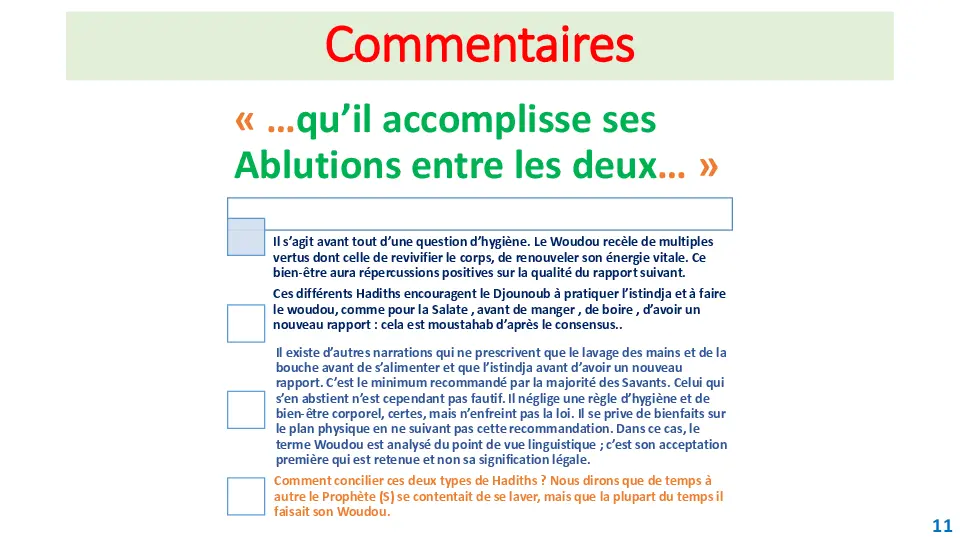 Commentaires
« …qu’il accomplisse ses
Ablutions entre les deux… »
Il s’agit avant tout d’une question d’hygiène. Le Woudou recèle de multiples
vertus dont celle de revivifier le corps, de renouveler son énergie vitale. Ce
bien-être aura répercussions positives sur la qualité du rapport suivant.
Ces différents Hadiths encouragent le Djounoub à pratiquer l’istindja et à faire
le woudou, comme pour la Salate , avant de manger , de boire , d’avoir un
nouveau rapport : cela est moustahab d’après le consensus..
Il existe d’autres narrations qui ne prescrivent que le lavage des mains et de la
bouche avant de s’alimenter et que l’istindja avant d’avoir un nouveau
rapport. C’est le minimum recommandé par la majorité des Savants. Celui qui
s’en abstient n’est cependant pas fautif. Il néglige une règle d’hygiène et de
bien-être corporel, certes, mais n’enfreint pas la loi. Il se prive de bienfaits sur
le plan physique en ne suivant pas cette recommandation. Dans ce cas, le
terme Woudou est analysé du point de vue linguistique ; c’est son acceptation
première qui est retenue et non sa signification légale.
Comment concilier ces deux types de Hadiths ? Nous dirons que de temps à
autre le Prophète (S) se contentait de se laver, mais que la plupart du temps il
faisait son Woudou.
11